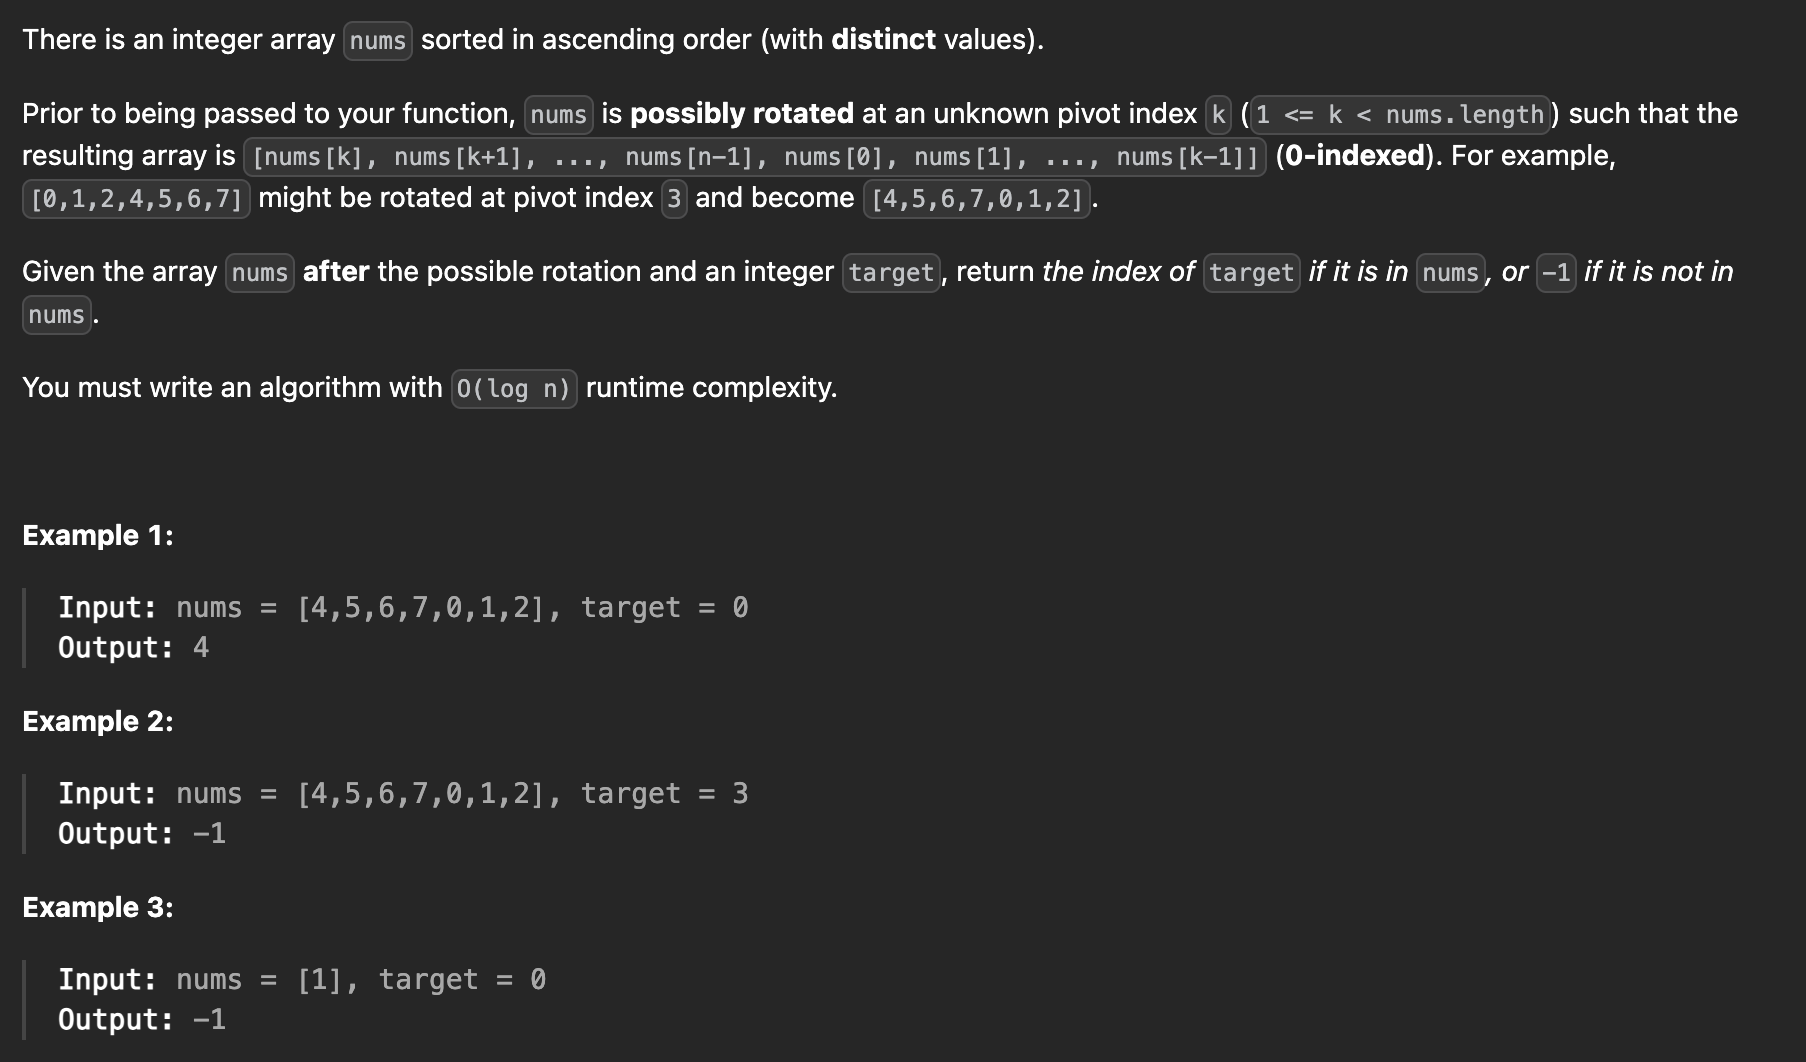 There is an integer array nums sorted in ascending order (with distinct values).
Prior to being passed to your function, nums is possibly rotated at an unknown pivot index k (1 <= k < nums.length) such that the
resulting array is [nums[k], nums[k+1], ..., nums[n-1], nums[0], nums[1], ..., nums[k-1]] (0-indexed). For example,
[0,1,2,4,5,6,7] might be rotated at pivot index 3 and become [4,5,6,7,0,1,2].
Given the array nums after the possible rotation and an integer target, return the index of target if it is in nums, or -1 if it is not in
nums.
You must write an algorithm with O(log n) runtime complexity.
Example 1:
Input: nums = [4,5,6,7,0,1,2], target = 0
Output: 4
Example 2:
Input: nums = [4,5,6,7,0,1,2], target = 3
Output: -1
Example 3:
Input: nums = [1], target = 0
Output: -1